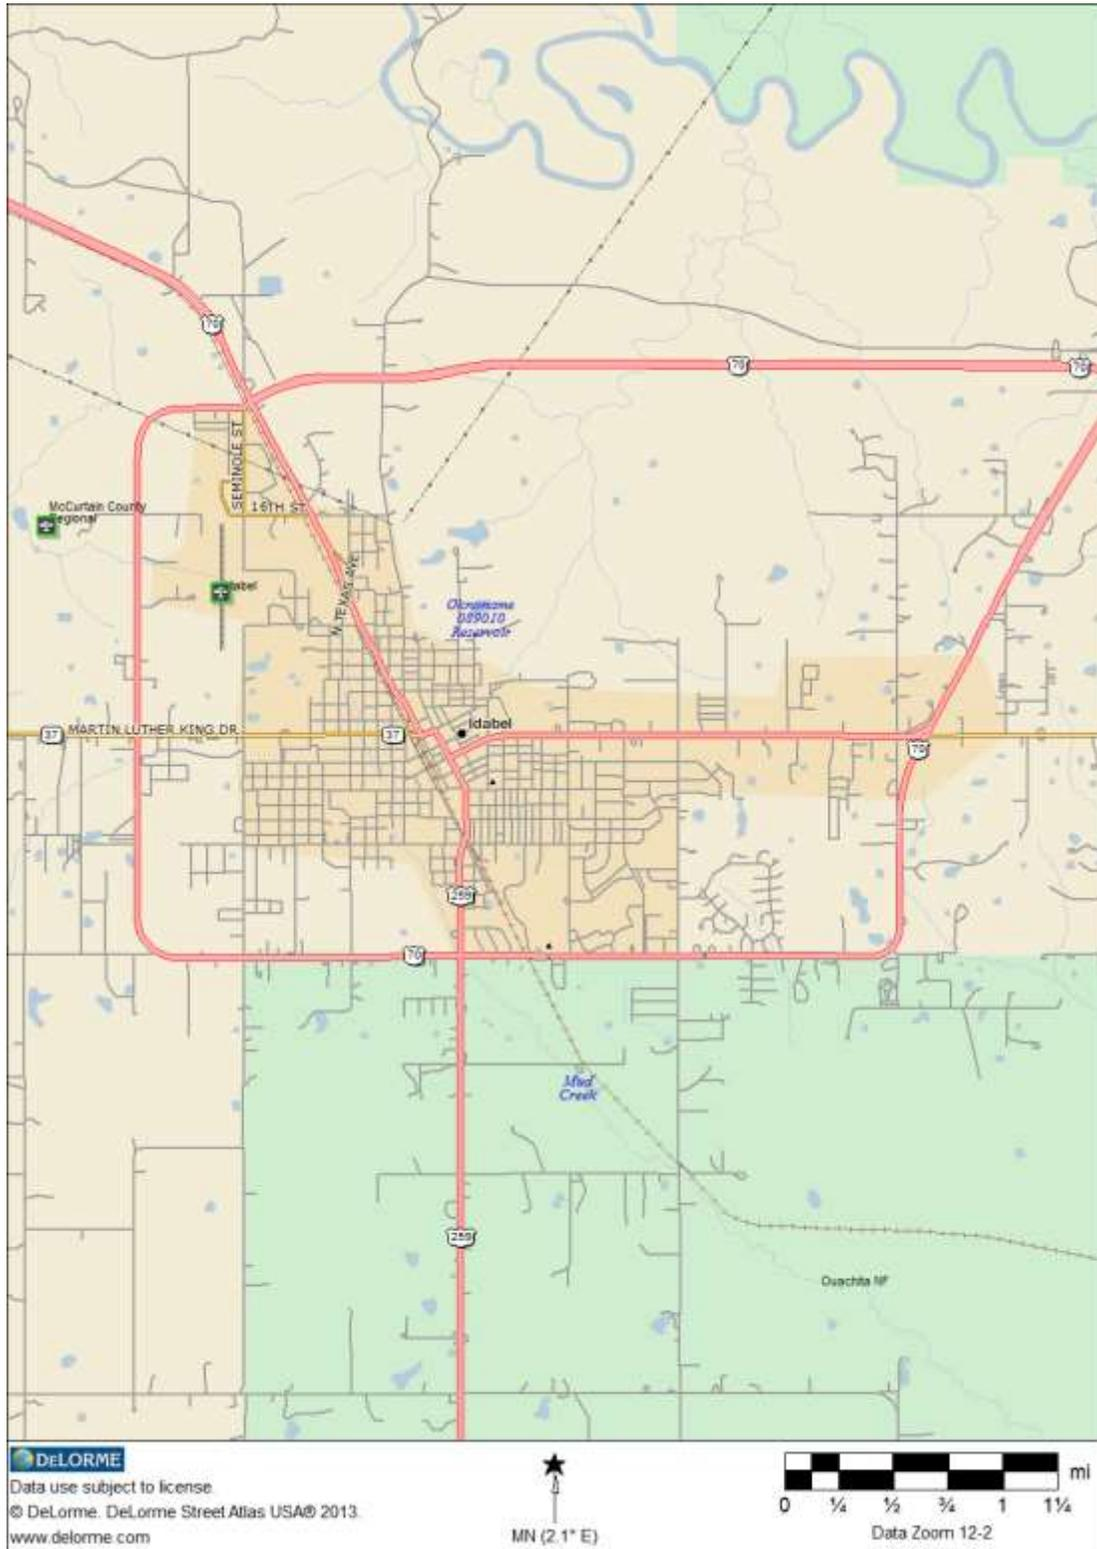 70
70
70
SEMINOLE ST
16TH ST
McCurtain County
Regional
Idabel
N TEXAS AVE
089010
Reservoir
Idabel
37
MARTIN LUTHER KING DR
37
70
259
70
Mud
Creek
259
Ouachita NF
DELORME
Data use subject to license.
© DeLorme. DeLorme Street Atlas USA® 2013.
www.delorme.com
MN (2.1° E)
mi
0 ¼ ½ ¾ 1 1¼
Data Zoom 12-2